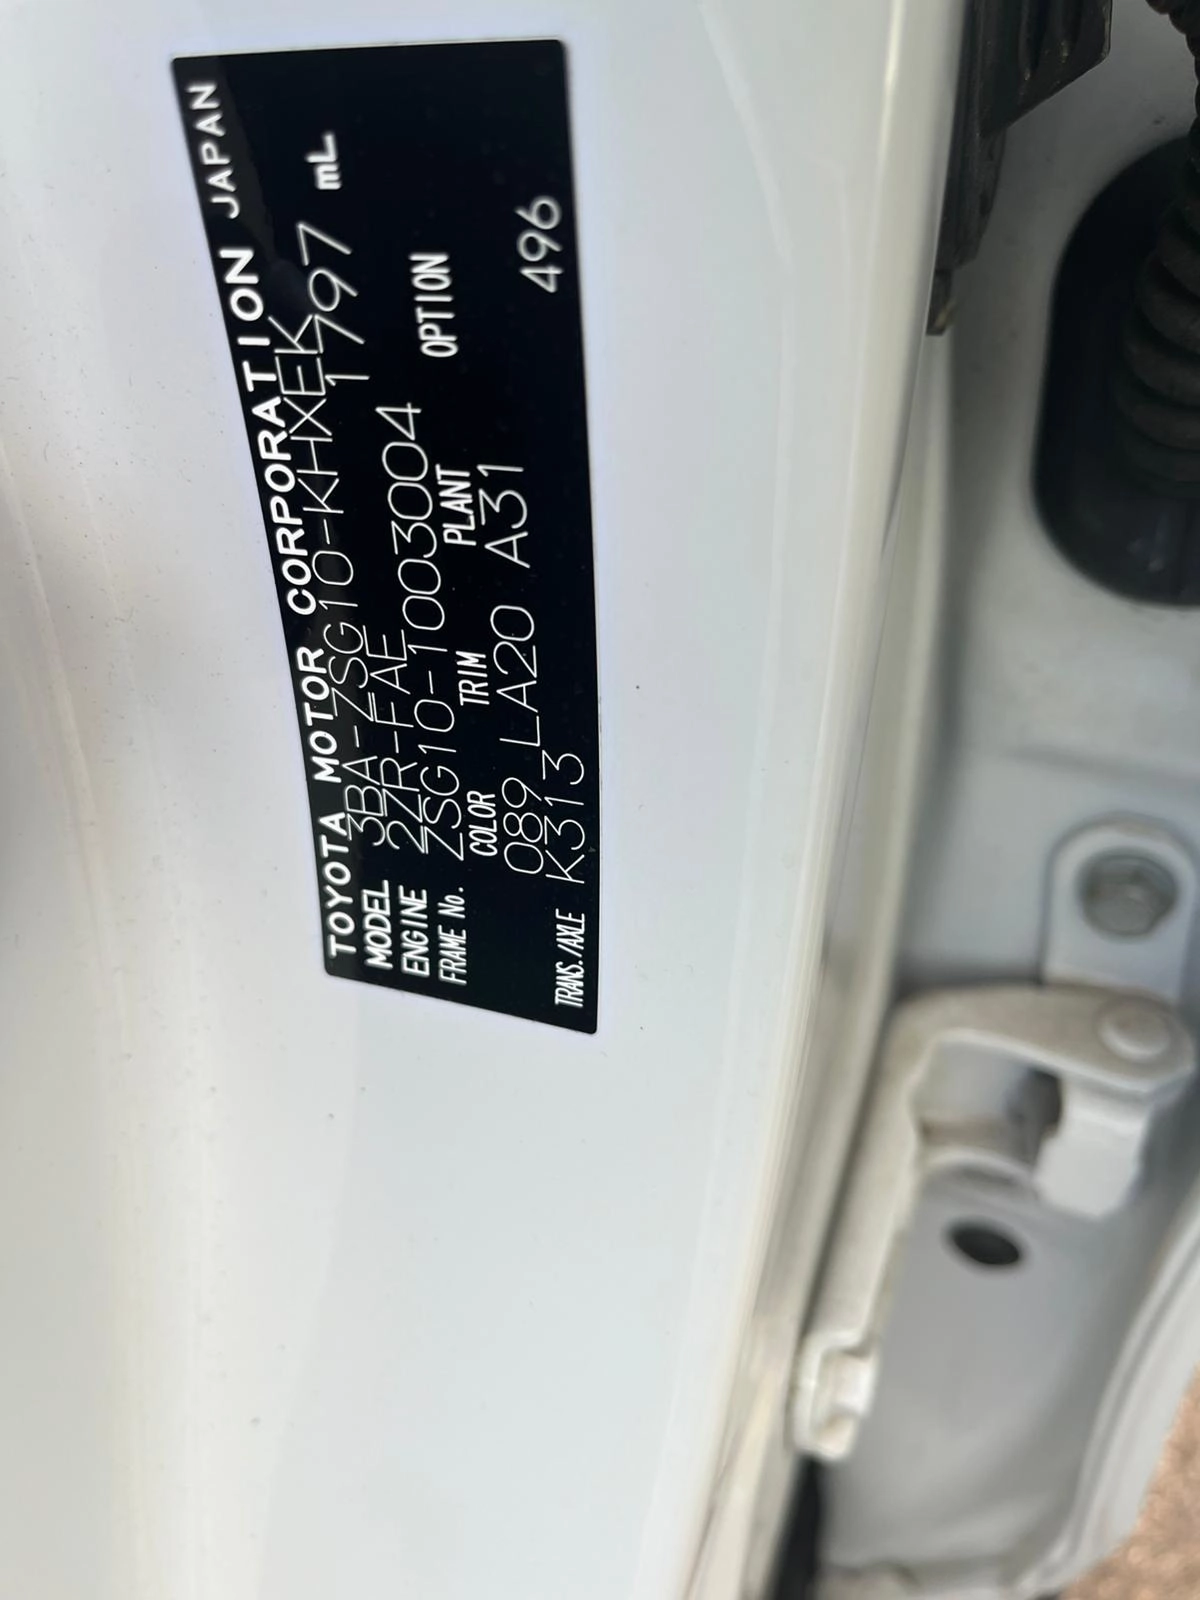 TOYOTA MOTOR CORPORATION JAPAN
MODEL 3BA-ZSG10-KHXEK
ENGINE 2ZR-FAE 1797 mL
FRAME No. ZSG10-1003004
COLOR TRIM PLANT OPTION
089 LA20 A31
TRANS./AXLE K313 496